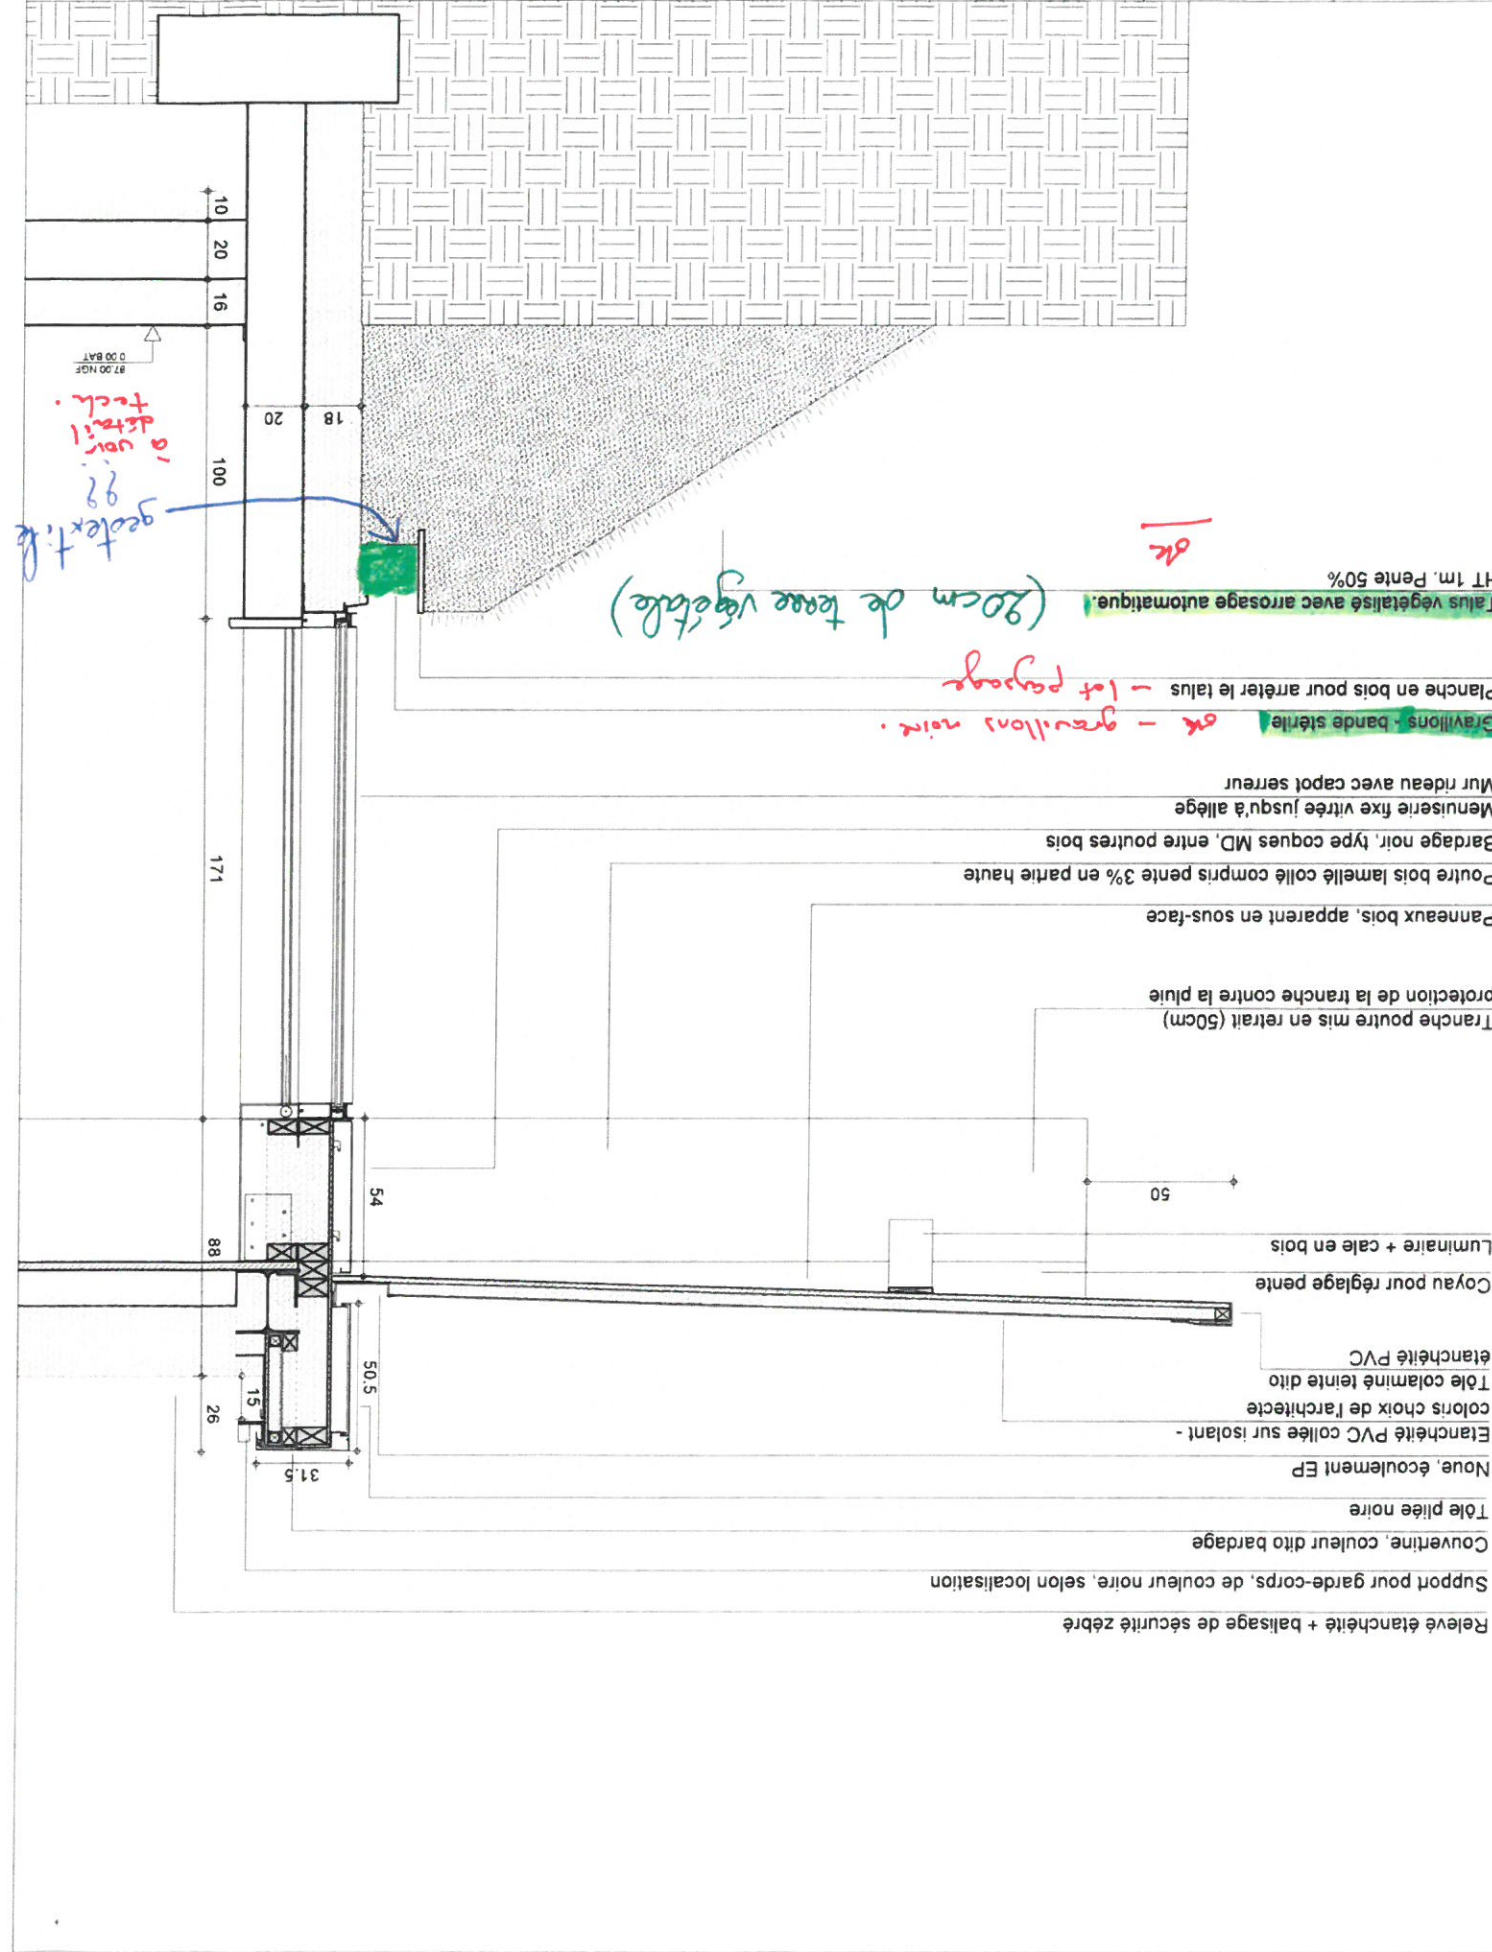 Relevé étanchéité + balisage de sécurité zébré
Support pour garde-corps, de couleur noire, selon localisation
Couvertine, couleur dito bardage
Tôle pliée noire
Noue, écoulement EP
Etanchéité PVC collée sur isolant -
coloris choix de l'architecte
Tôle colaminé teinte dito
étanchéité PVC
Coyau pour réglage pente
Luminaire + cale en bois
Tranche poutre mis en retrait (50cm)
protection de la tranche contre la pluie
Panneaux bois, apparent en sous-face
Poutre bois lamellé collé compris pente 3% en partie haute
Bardage noir, type coques MD, entre poutres bois
Menuiserie fixe vitrée jusqu'à allège
Mur rideau avec capot serreur
Gravillons - bande stérile
ok - gravillons noirs.
Planche en bois pour arrêter le talus
- lot paysage
Talus végétalisé avec arrosage automatique.
HT 1m. Pente 50%
(20cm de terre végétale)
ok
31.5
26
15
50.5
88
54
50
171
géotextile
??
à voir
détail
tech.
100
18
20
87.00 NGF
0.00 BAT
16
20
10